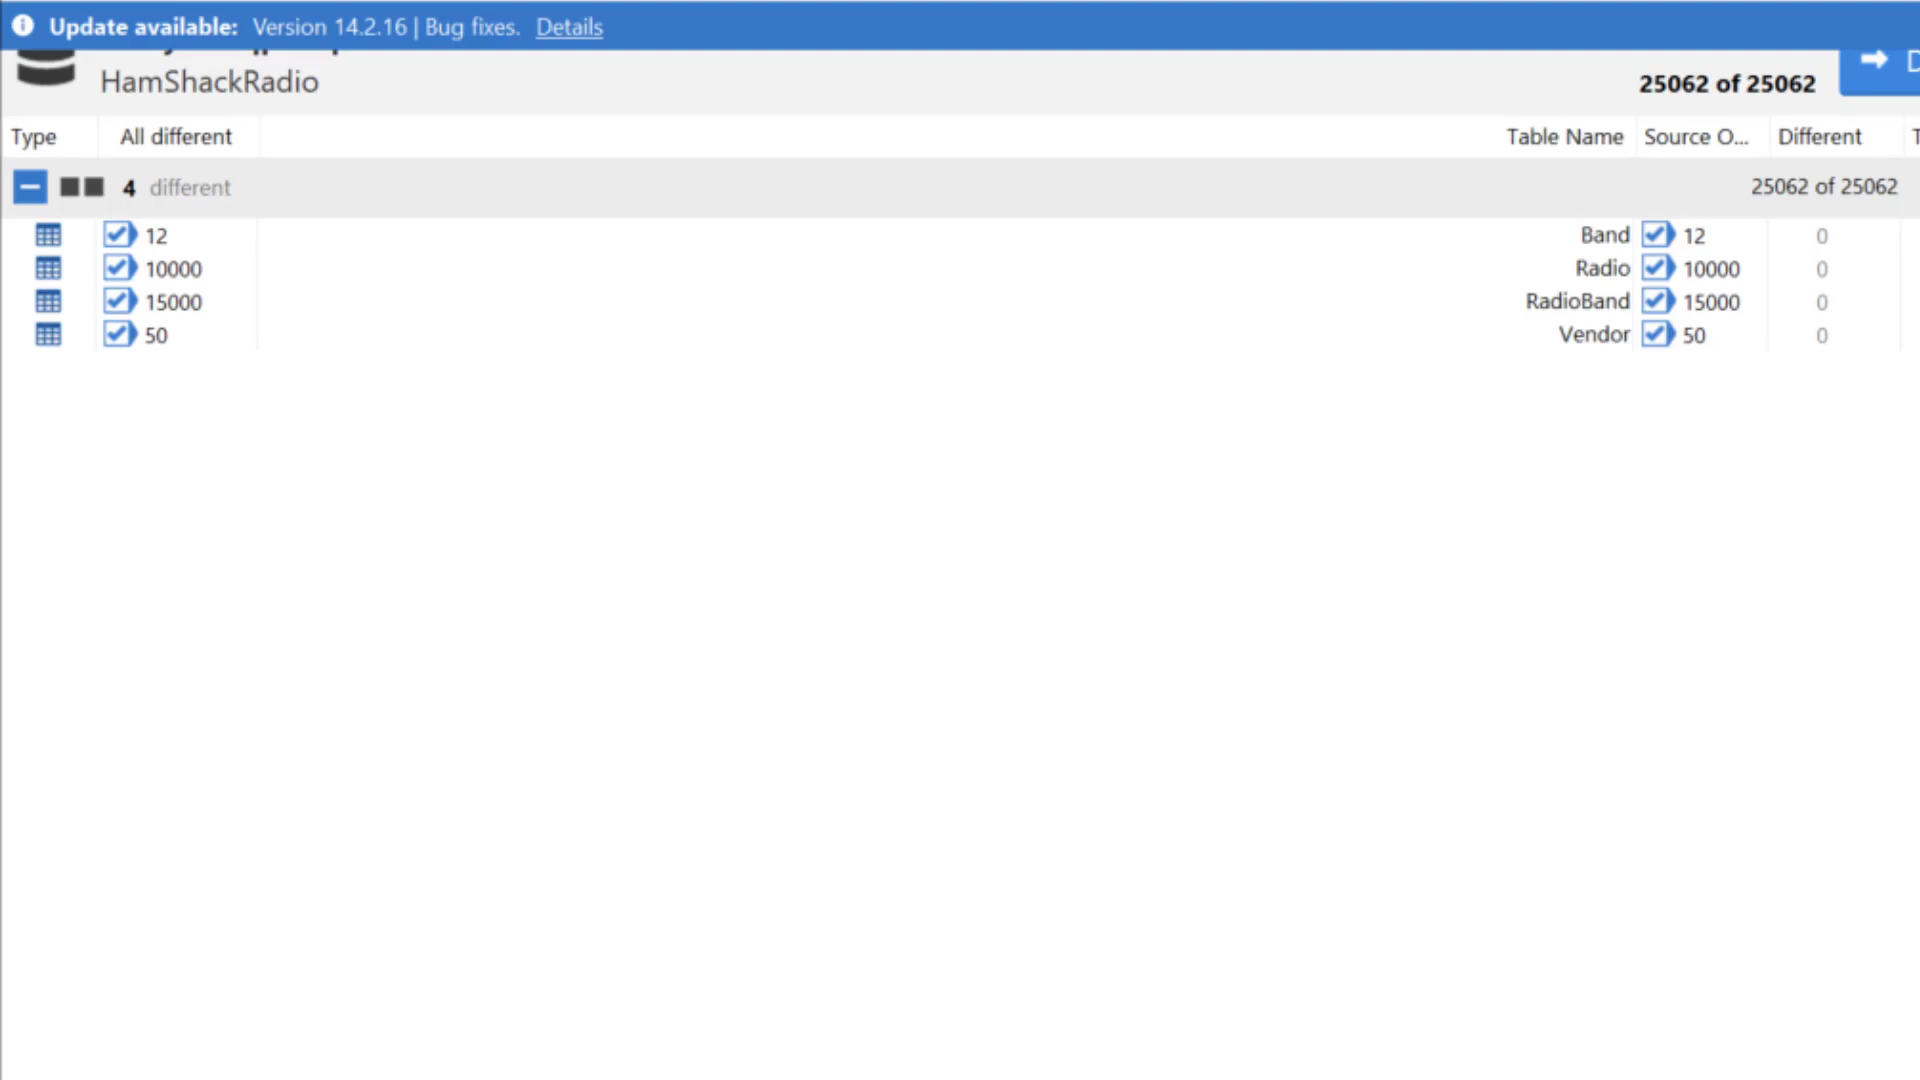 Update available: Version 14.2.16 | Bug fixes. Details
HamShackRadio
25062 of 25062
Type All different Table Name Source O... Different
4 different 25062 of 25062
12 Band 12 0
10000 Radio 10000 0
15000 RadioBand 15000 0
50 Vendor 50 0